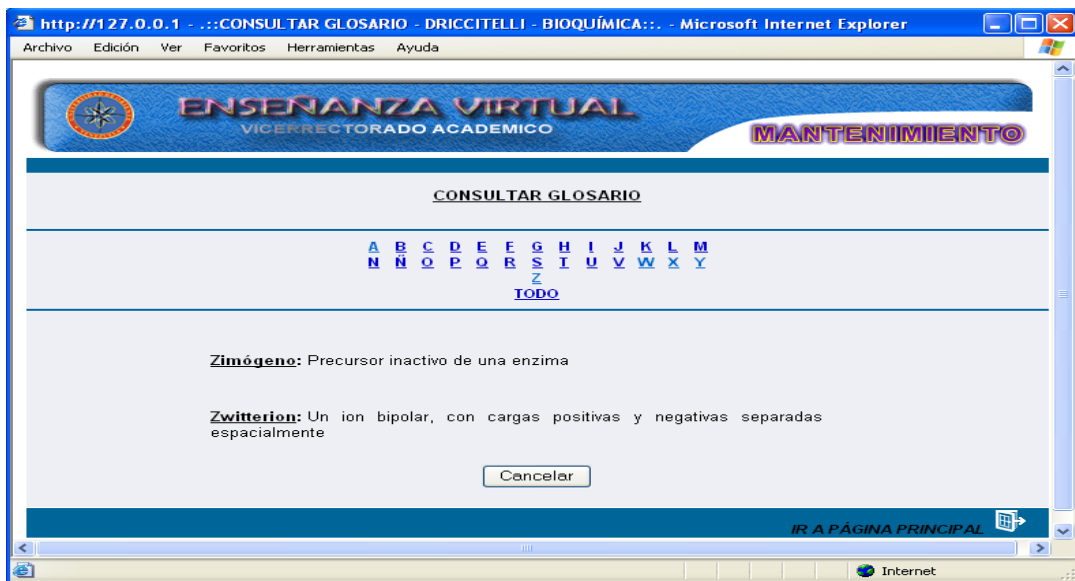 http://127.0.0.1 - .::CONSULTAR GLOSARIO - DRICCITELLI - BIOQUÍMICA::. - Microsoft Internet Explorer
Archivo Edición Ver Favoritos Herramientas Ayuda
ENSEÑANZA VIRTUAL
VICERRECTORADO ACADEMICO
MANTENIMIENTO
CONSULTAR GLOSARIO
A B C D E F G H I J K L M
N Ñ O P Q R S T U V W X Y
Z
TODO
Zimógeno: Precursor inactivo de una enzima
Zwitterion: Un ion bipolar, con cargas positivas y negativas separadas
espacialmente
Cancelar
IR A PÁGINA PRINCIPAL
Internet